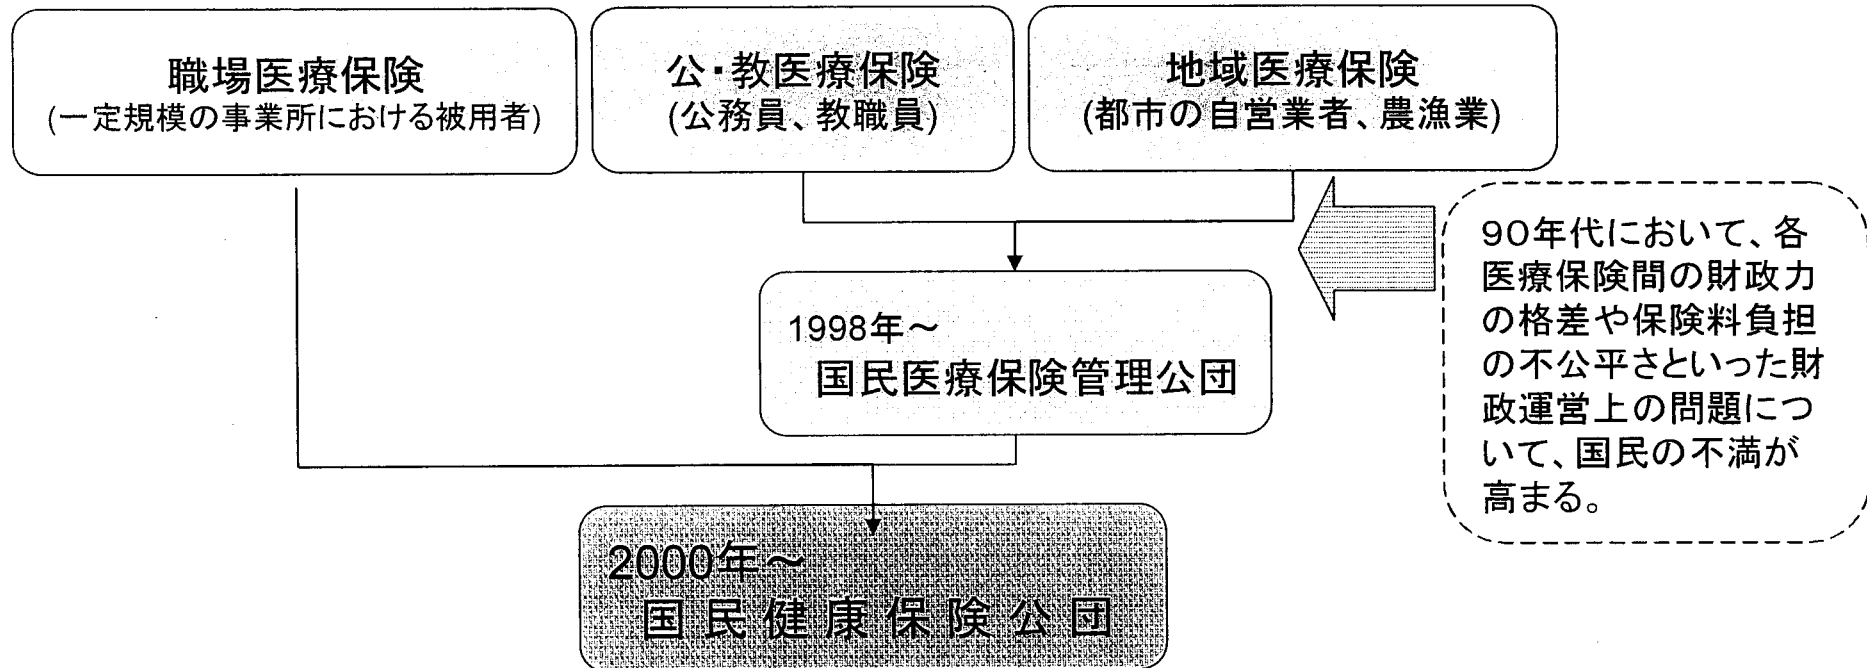 職場医療保険
(一定規模の事業所における被用者)
公・教医療保険
(公務員、教職員)
地域医療保険
(都市の自営業者、農漁業)
90年代において、各
医療保険間の財政力
の格差や保険料負担
の不公平さといった財
政運営上の問題につ
いて、国民の不満が
高まる。
1998年～
国民医療保険管理公団
2000年～
国民健康保険公団